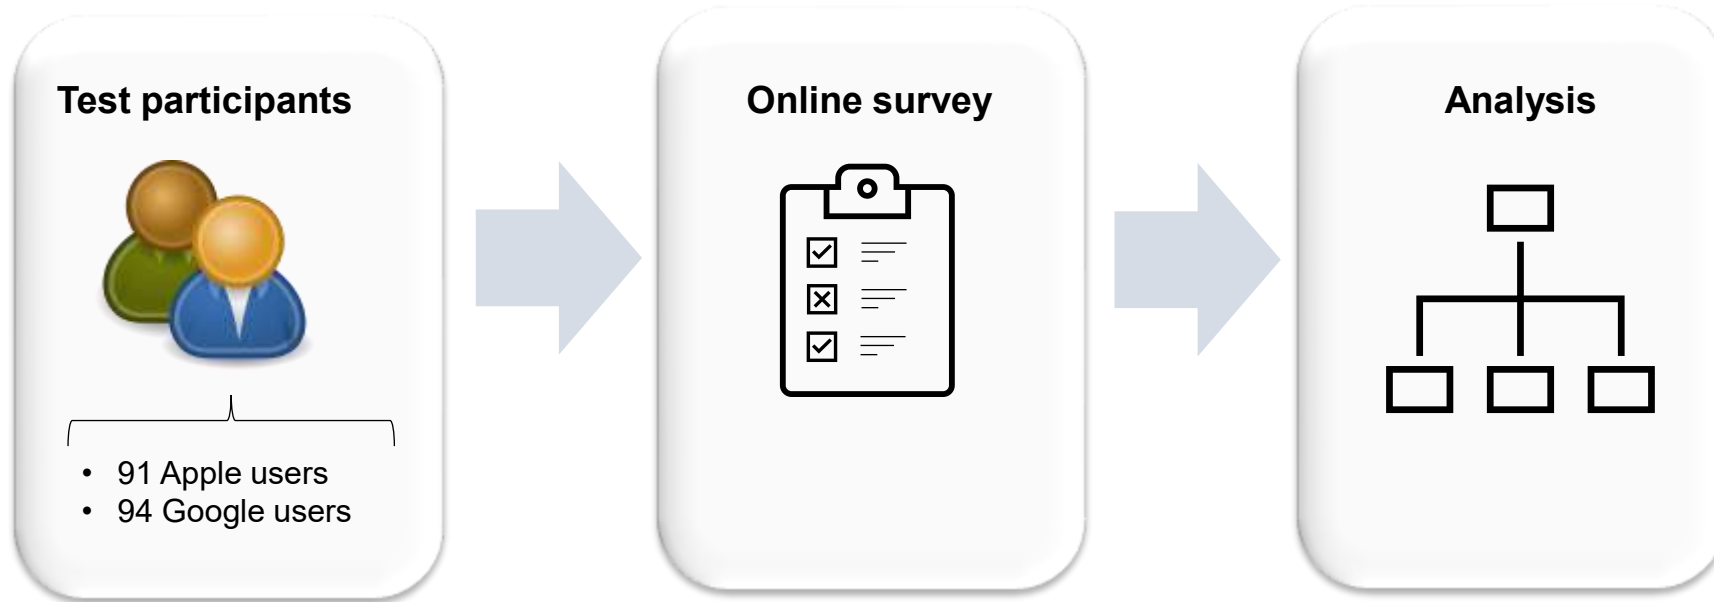 Test participants
• 91 Apple users
• 94 Google users
Online survey
Analysis